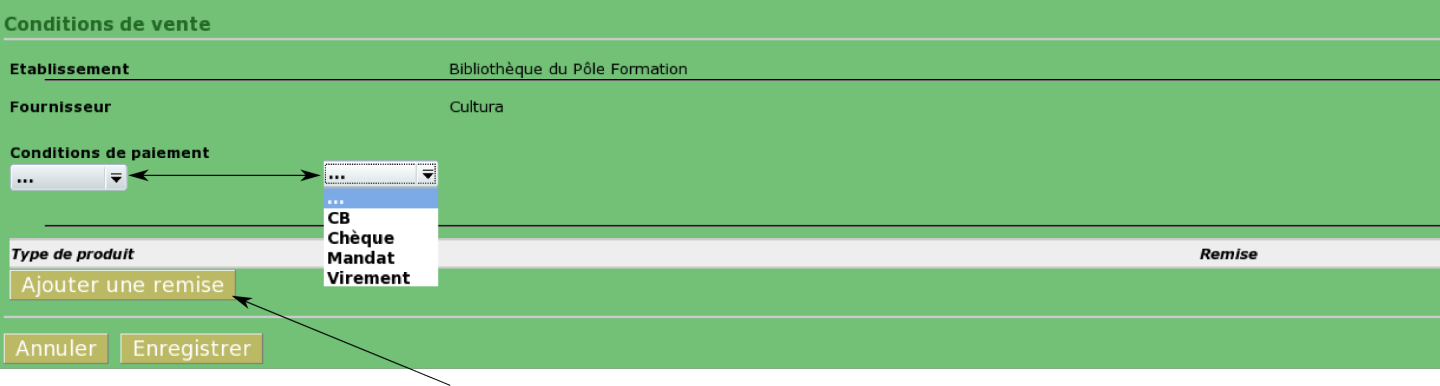 Conditions de vente
Etablissement Bibliothèque du Pôle Formation
Fournisseur Cultura
Conditions de paiement
... ...
...
CB
Chèque
Mandat
Virement
Type de produit Remise
Ajouter une remise
Annuler Enregistrer